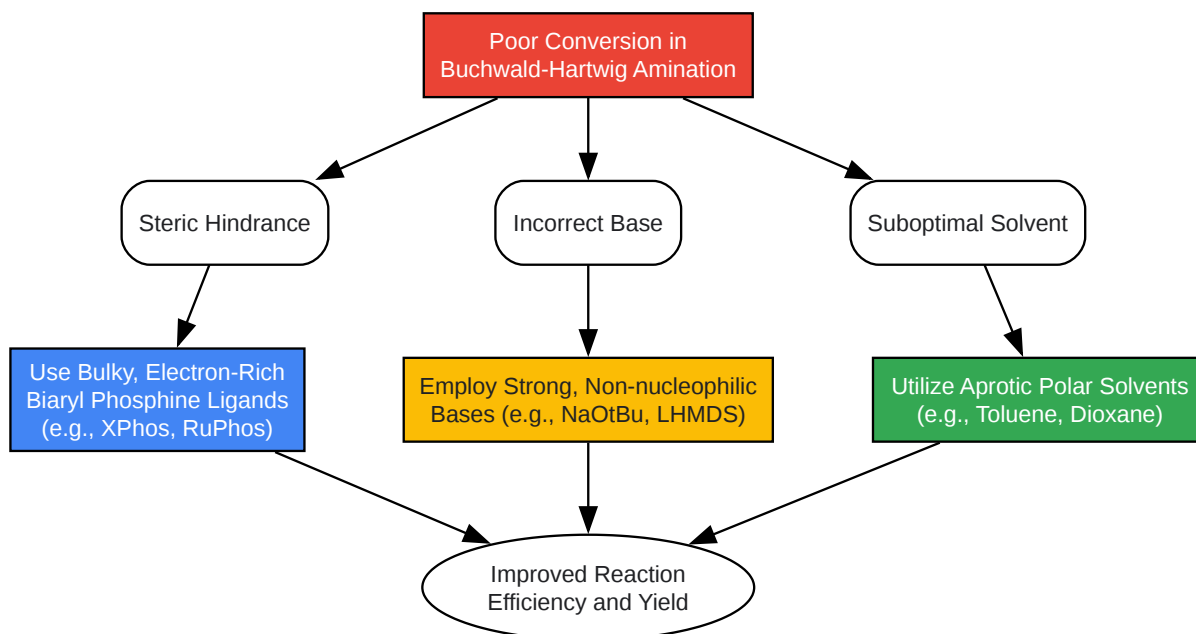 Poor Conversion in
Buchwald-Hartwig Amination
Steric Hindrance
Incorrect Base
Suboptimal Solvent
Use Bulky, Electron-Rich
Biaryl Phosphine Ligands
(e.g., XPhos, RuPhos)
Employ Strong, Non-nucleophilic
Bases (e.g., NaOtBu, LHMDS)
Utilize Aprotic Polar Solvents
(e.g., Toluene, Dioxane)
Improved Reaction
Efficiency and Yield